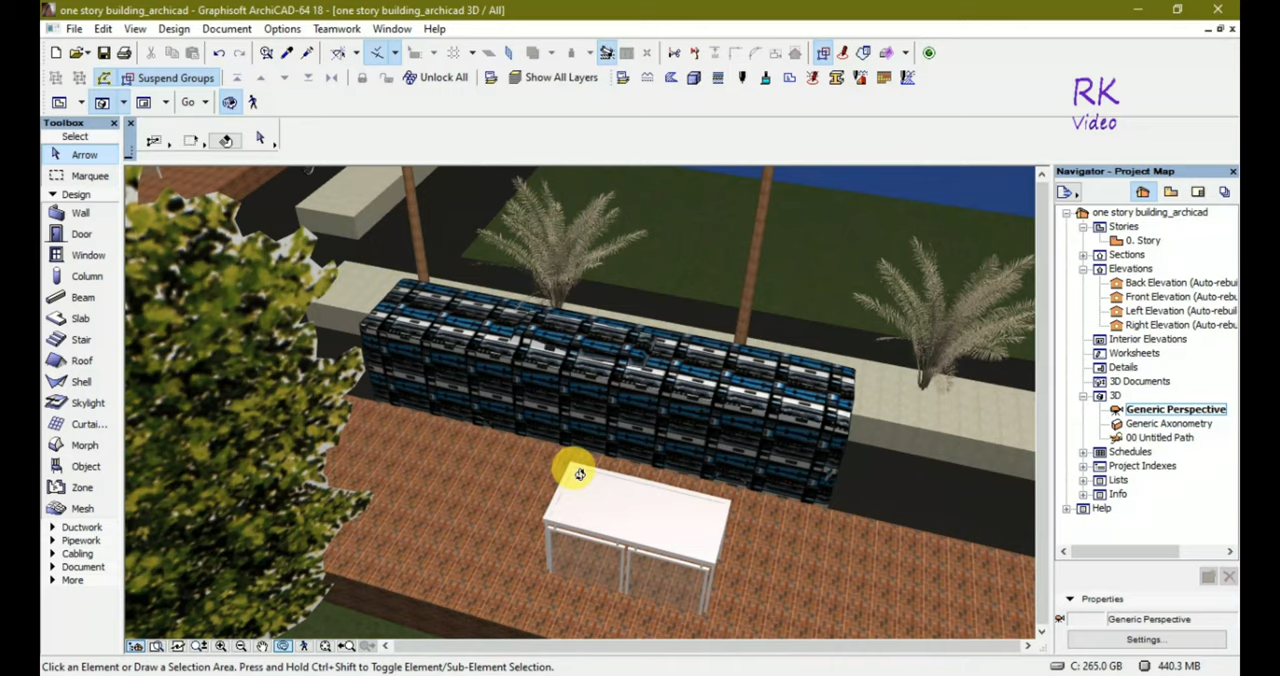 one story building_archicad - Graphisoft ArchiCAD-64 18 - [one story building_archicad 3D / All]
File Edit View Design Document Options Teamwork Window Help
Suspend Groups Unlock All Show All Layers
Go
RK
Video
Toolbox
Select
Arrow
Marquee
Design
Wall
Door
Window
Column
Beam
Slab
Stair
Roof
Shell
Skylight
Curtai...
Morph
Object
Zone
Mesh
Ductwork
Pipework
Cabling
Document
More
Navigator - Project Map
one story building_archicad
Stories
0. Story
Sections
Elevations
Back Elevation (Auto-rebui
Front Elevation (Auto-rebu
Left Elevation (Auto-rebuil
Right Elevation (Auto-rebu
Interior Elevations
Worksheets
Details
3D Documents
3D
Generic Perspective
Generic Axonometry
00 Untitled Path
Schedules
Project Indexes
Lists
Info
Help
Properties
Generic Perspective
Settings...
Click an Element or Draw a Selection Area. Press and Hold Ctrl+Shift to Toggle Element/Sub-Element Selection.
C: 265.0 GB 440.3 MB